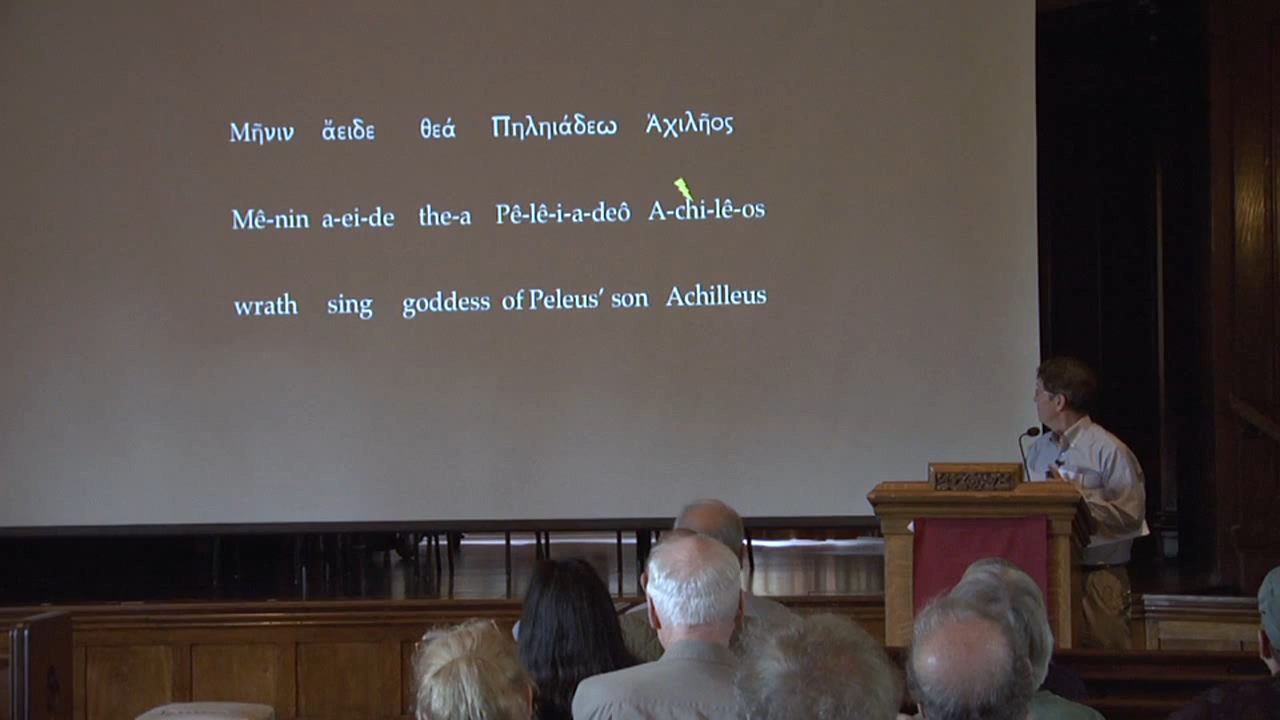 Μῆνιν ἄειδε θεά Πηληιάδεω Ἀχιλῆος
Mê-nin a-ei-de the-a Pê-lê-i-a-deô A-chi-lê-os
wrath sing goddess of Peleus’ son Achilleus